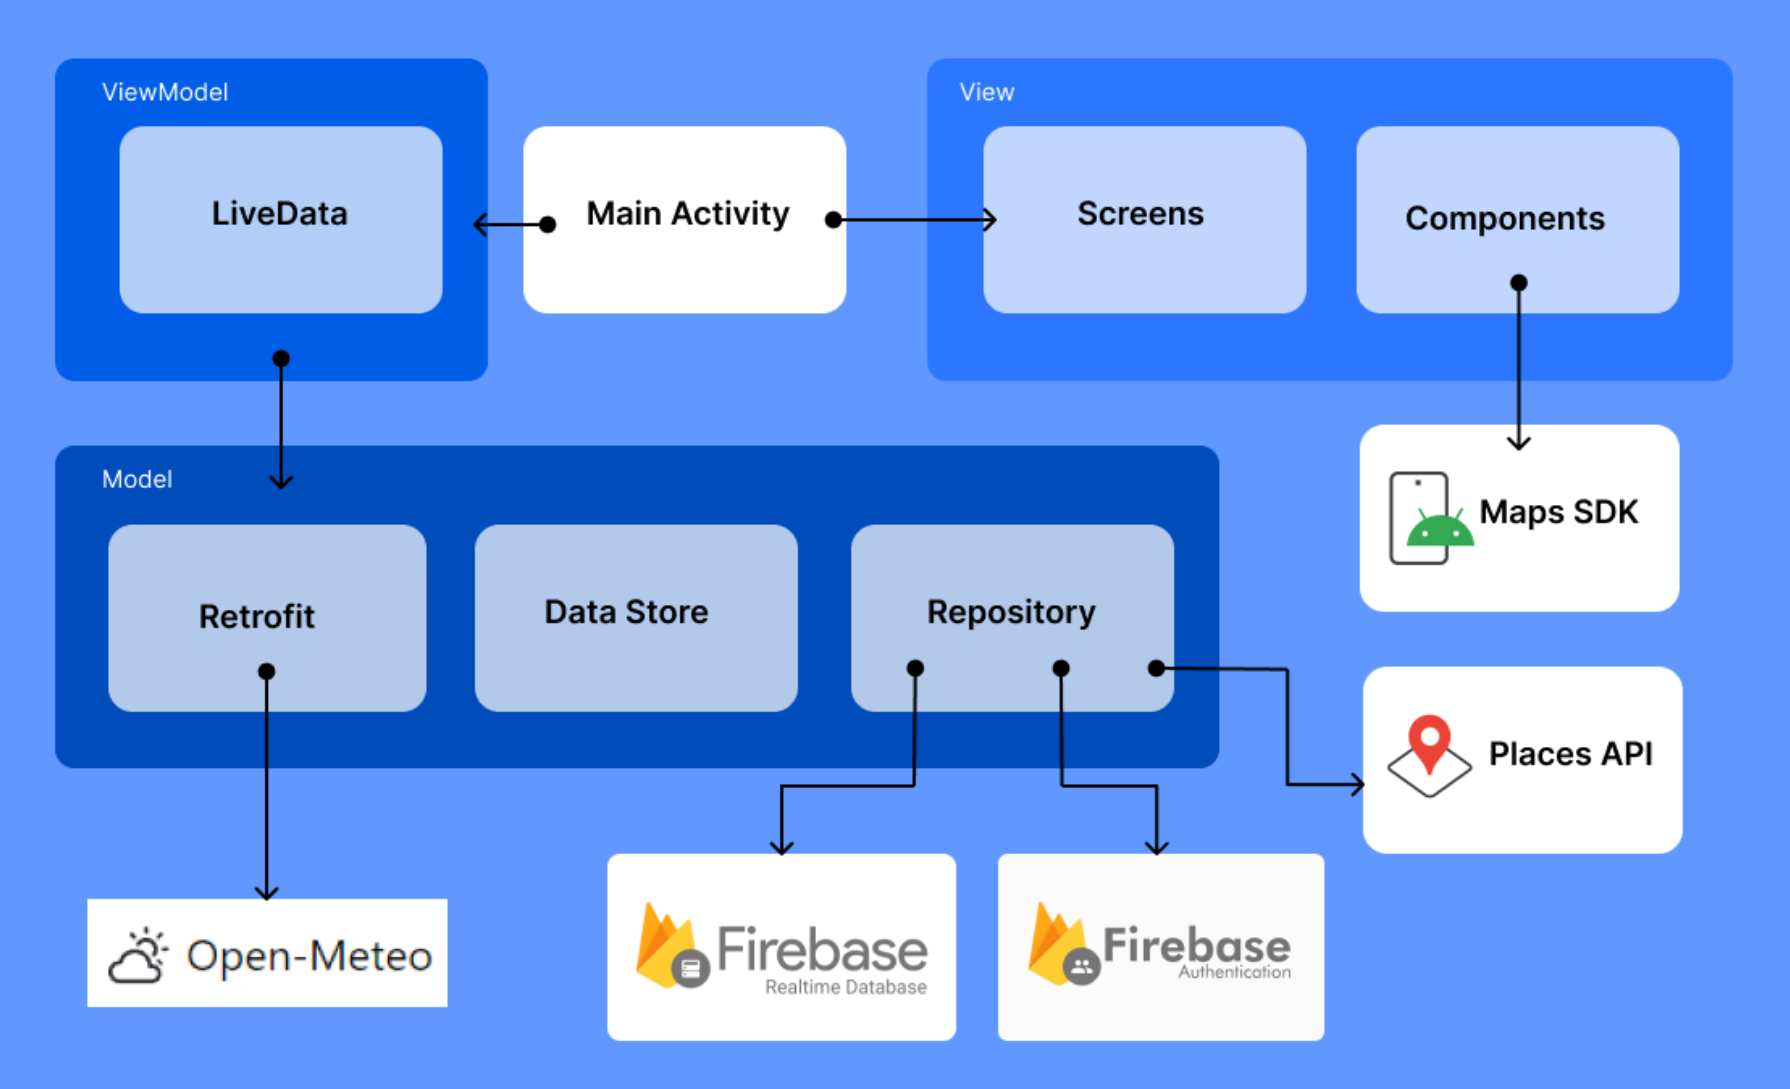 ViewModel
View
LiveData
Main Activity
Screens
Components
Model
Maps SDK
Retrofit
Data Store
Repository
Places API
Open-Meteo
Firebase
Realtime Database
Firebase
Authentication